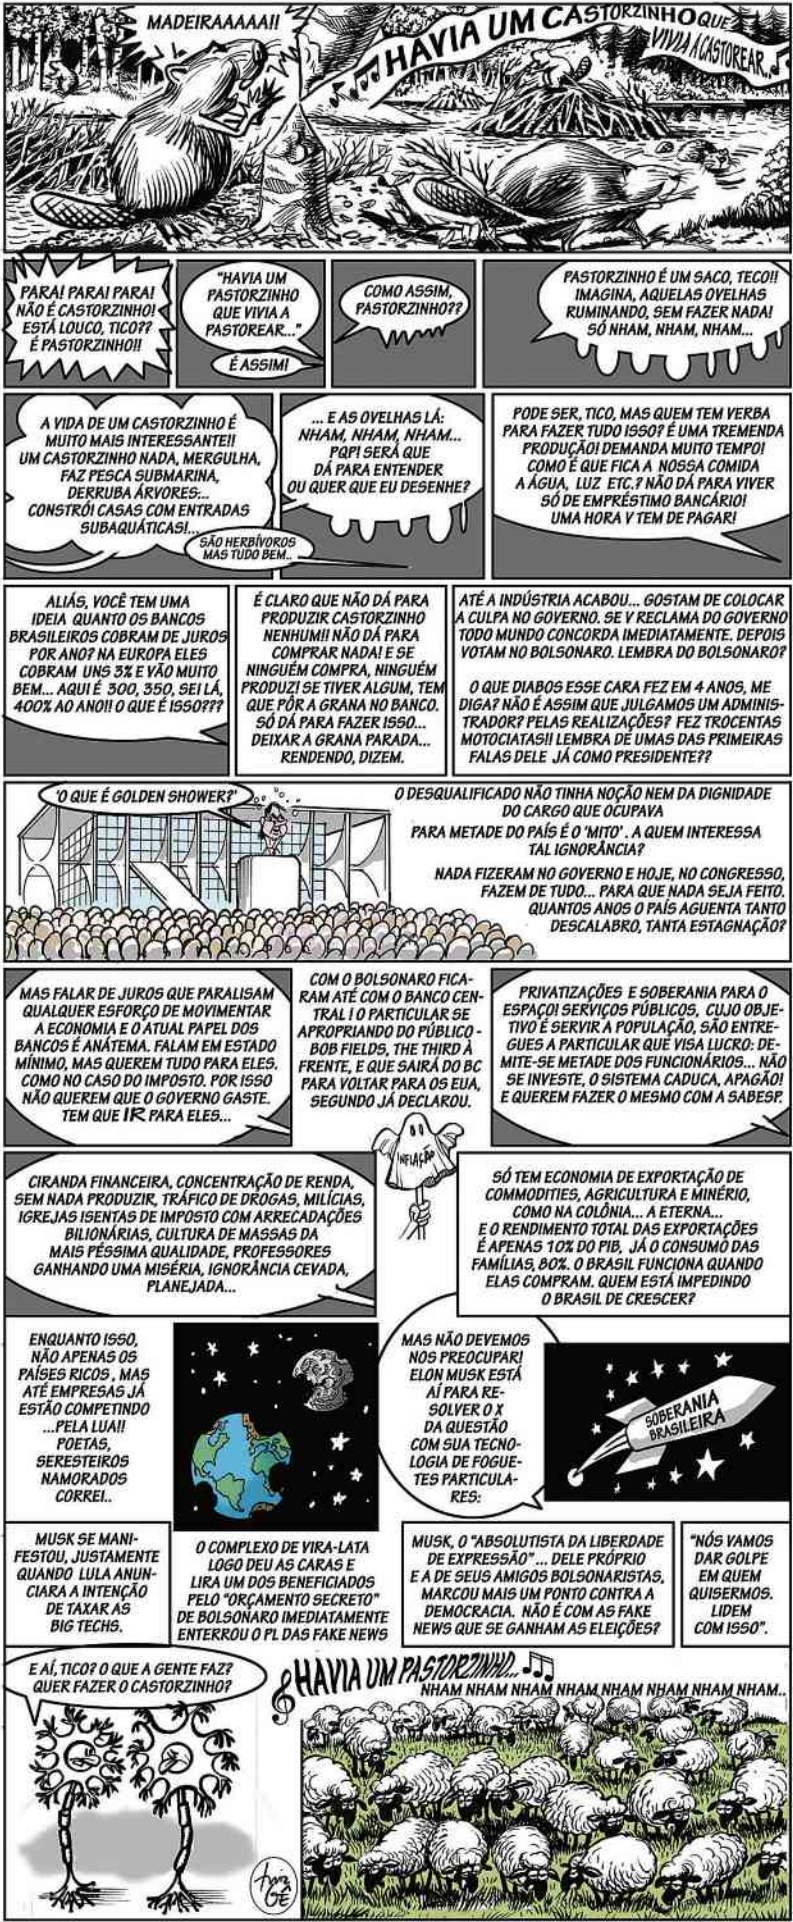 MADEIRAAAAA!!
HAVIA UM CASTORZINHO QUE
VIVIA A CASTOREAR...
PARA! PARA! PARA!
NÃO É CASTORZINHO!
ESTÁ LOUCO, TICO??
É PASTORZINHO!!
"HAVIA UM
PASTORZINHO
QUE VIVIA A
PASTOREAR..."
É ASSIM!
COMO ASSIM,
PASTORZINHO??
PASTORZINHO É UM SACO, TECO!!
IMAGINA, AQUELAS OVELHAS
RUMINANDO, SEM FAZER NADA!
SÓ NHAM, NHAM, NHAM...
A VIDA DE UM CASTORZINHO É
MUITO MAIS INTERESSANTE!!
UM CASTORZINHO NADA, MERGULHA,
FAZ PESCA SUBMARINA,
DERRUBA ÁRVORES...
CONSTRÓI CASAS COM ENTRADAS
SUBAQUÁTICAS!...
SÃO HERBÍVOROS
MAS TUDO BEM..
... E AS OVELHAS LÁ:
NHAM, NHAM, NHAM...
PQP! SERÁ QUE
DÁ PARA ENTENDER
OU QUER QUE EU DESENHE?
PODE SER, TICO, MAS QUEM TEM VERBA
PARA FAZER TUDO ISSO? É UMA TREMENDA
PRODUÇÃO! DEMANDA MUITO TEMPO!
COMO É QUE FICA A NOSSA COMIDA
A ÁGUA, LUZ ETC.? NÃO DÁ PARA VIVER
SÓ DE EMPRÉSTIMO BANCÁRIO!
UMA HORA V TEM DE PAGAR!
ALIÁS, VOCÊ TEM UMA
IDEIA QUANTO OS BANCOS
BRASILEIROS COBRAM DE JUROS
POR ANO? NA EUROPA ELES
COBRAM UNS 3% E VÃO MUITO
BEM... AQUI É 300, 350, SEI LÁ,
400% AO ANO!! O QUE É ISSO???
É CLARO QUE NÃO DÁ PARA
PRODUZIR CASTORZINHO
NENHUM!! NÃO DÁ PARA
COMPRAR NADA! E SE
NINGUÉM COMPRA, NINGUÉM
PRODUZ! SE TIVER ALGUM, TEM
QUE PÔR A GRANA NO BANCO.
SÓ DÁ PARA FAZER ISSO...
DEIXAR A GRANA PARADA...
RENDENDO, DIZEM.
ATÉ A INDÚSTRIA ACABOU... GOSTAM DE COLOCAR
A CULPA NO GOVERNO. SE V RECLAMA DO GOVERNO
TODO MUNDO CONCORDA IMEDIATAMENTE. DEPOIS
VOTAM NO BOLSONARO. LEMBRA DO BOLSONARO?
O QUE DIABOS ESSE CARA FEZ EM 4 ANOS, ME
DIGA? NÃO É ASSIM QUE JULGAMOS UM ADMINIS-
TRADOR? PELAS REALIZAÇÕES? FEZ TROCENTAS
MOTOCIATAS!! LEMBRA DE UMAS DAS PRIMEIRAS
FALAS DELE JÁ COMO PRESIDENTE??
'O QUE É GOLDEN SHOWER?'
O DESQUALIFICADO NÃO TINHA NOÇÃO NEM DA DIGNIDADE
DO CARGO QUE OCUPAVA
PARA METADE DO PAÍS É O 'MITO'. A QUEM INTERESSA
TAL IGNORÂNCIA?
NADA FIZERAM NO GOVERNO E HOJE, NO CONGRESSO,
FAZEM DE TUDO... PARA QUE NADA SEJA FEITO.
QUANTOS ANOS O PAÍS AGUENTA TANTO
DESCALABRO, TANTA ESTAGNAÇÃO?
MAS FALAR DE JUROS QUE PARALISAM
QUALQUER ESFORÇO DE MOVIMENTAR
A ECONOMIA E O ATUAL PAPEL DOS
BANCOS É ANÁTEMA. FALAM EM ESTADO
MÍNIMO, MAS QUEREM TUDO PARA ELES.
COMO NO CASO DO IMPOSTO. POR ISSO
NÃO QUEREM QUE O GOVERNO GASTE.
TEM QUE IR PARA ELES...
COM O BOLSONARO FICA-
RAM ATÉ COM O BANCO CEN-
TRAL! O PARTICULAR SE
APROPRIANDO DO PÚBLICO -
BOB FIELDS, THE THIRD À
FRENTE, E QUE SAIRÁ DO BC
PARA VOLTAR PARA OS EUA,
SEGUNDO JÁ DECLAROU.
PRIVATIZAÇÕES E SOBERANIA PARA O
ESPAÇO! SERVIÇOS PÚBLICOS, CUJO OBJE-
TIVO É SERVIR A POPULAÇÃO, SÃO ENTRE-
GUES A PARTICULAR QUE VISA LUCRO: DE-
MITE-SE METADE DOS FUNCIONÁRIOS... NÃO
SE INVESTE, O SISTEMA CADUCA, APAGÃO!
E QUEREM FAZER O MESMO COM A SABESP.
INFLAÇÃO
CIRANDA FINANCEIRA, CONCENTRAÇÃO DE RENDA,
SEM NADA PRODUZIR, TRÁFICO DE DROGAS, MILÍCIAS,
IGREJAS ISENTAS DE IMPOSTO COM ARRECADAÇÕES
BILIONÁRIAS, CULTURA DE MASSAS DA
MAIS PÉSSIMA QUALIDADE, PROFESSORES
GANHANDO UMA MISÉRIA, IGNORÂNCIA CEVADA,
PLANEJADA...
SÓ TEM ECONOMIA DE EXPORTAÇÃO DE
COMMODITIES, AGRICULTURA E MINÉRIO,
COMO NA COLÔNIA... A ETERNA...
E O RENDIMENTO TOTAL DAS EXPORTAÇÕES
É APENAS 10% DO PIB, JÁ O CONSUMO DAS
FAMÍLIAS, 80%. O BRASIL FUNCIONA QUANDO
ELAS COMPRAM. QUEM ESTÁ IMPEDINDO
O BRASIL DE CRESCER?
ENQUANTO ISSO,
NÃO APENAS OS
PAÍSES RICOS, MAS
ATÉ EMPRESAS JÁ
ESTÃO COMPETINDO
...PELA LUA!!
POETAS,
SERESTEIROS
NAMORADOS
CORREI..
MAS NÃO DEVEMOS
NOS PREOCUPAR!
ELON MUSK ESTÁ
AÍ PARA RE-
SOLVER O X
DA QUESTÃO
COM SUA TECNO-
LOGIA DE FOGUE-
TES PARTICULA-
RES:
SOBERANIA
BRASILEIRA
MUSK SE MANI-
FESTOU, JUSTAMENTE
QUANDO LULA ANUN-
CIARA A INTENÇÃO
DE TAXAR AS
BIG TECHS.
O COMPLEXO DE VIRA-LATA
LOGO DEU AS CARAS E
LIRA UM DOS BENEFICIADOS
PELO "ORÇAMENTO SECRETO"
DE BOLSONARO IMEDIATAMENTE
ENTERROU O PL DAS FAKE NEWS
MUSK, O "ABSOLUTISTA DA LIBERDADE
DE EXPRESSÃO"... DELE PRÓPRIO
E A DE SEUS AMIGOS BOLSONARISTAS,
MARCOU MAIS UM PONTO CONTRA A
DEMOCRACIA. NÃO É COM AS FAKE
NEWS QUE SE GANHAM AS ELEIÇÕES?
"NÓS VAMOS
DAR GOLPE
EM QUEM
QUISERMOS.
LIDEM
COM ISSO".
E AÍ, TICO? O QUE A GENTE FAZ?
QUER FAZER O CASTORZINHO?
HAVIA UM PASTORZINHO...
NHAM NHAM NHAM NHAM NHAM NHAM NHAM NHAM..
LUIZ
GÊ